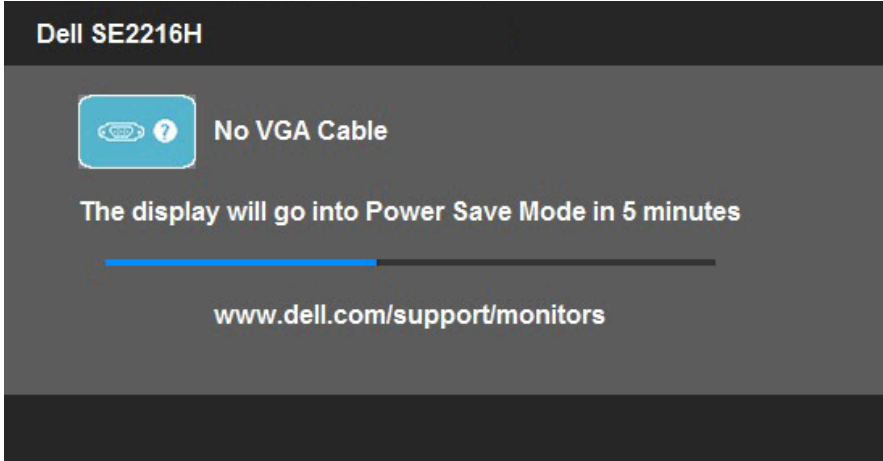 Dell SE2216H
? No VGA Cable
The display will go into Power Save Mode in 5 minutes
www.dell.com/support/monitors